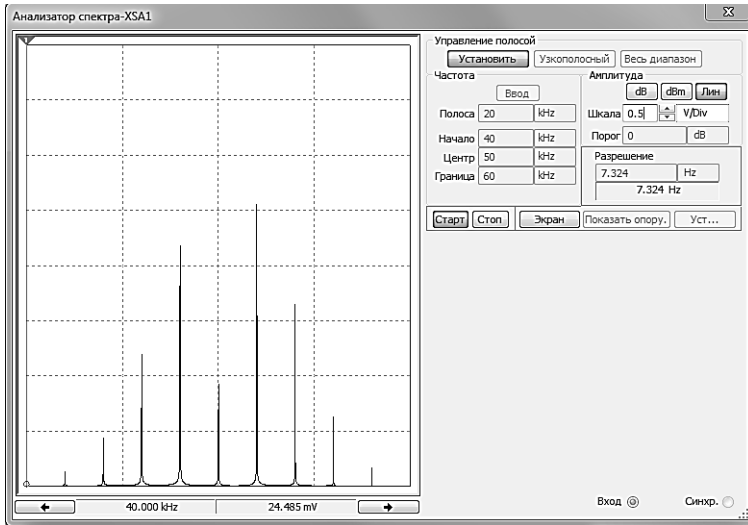 Анализатор спектра-XSA1
1
Управление полосой
Установить Узкополосный Весь диапазон
Частота
Ввод
Полоса 20 kHz
Начало 40 kHz
Центр 50 kHz
Граница 60 kHz
Амплитуда
dB dBm Лин
Шкала 0.5 V/Div
Порог 0 dB
Разрешение
7.324 Hz
7.324 Hz
Старт Стоп Экран Показать опору. Уст...
40.000 kHz 24.485 mV
Вход Синхр.